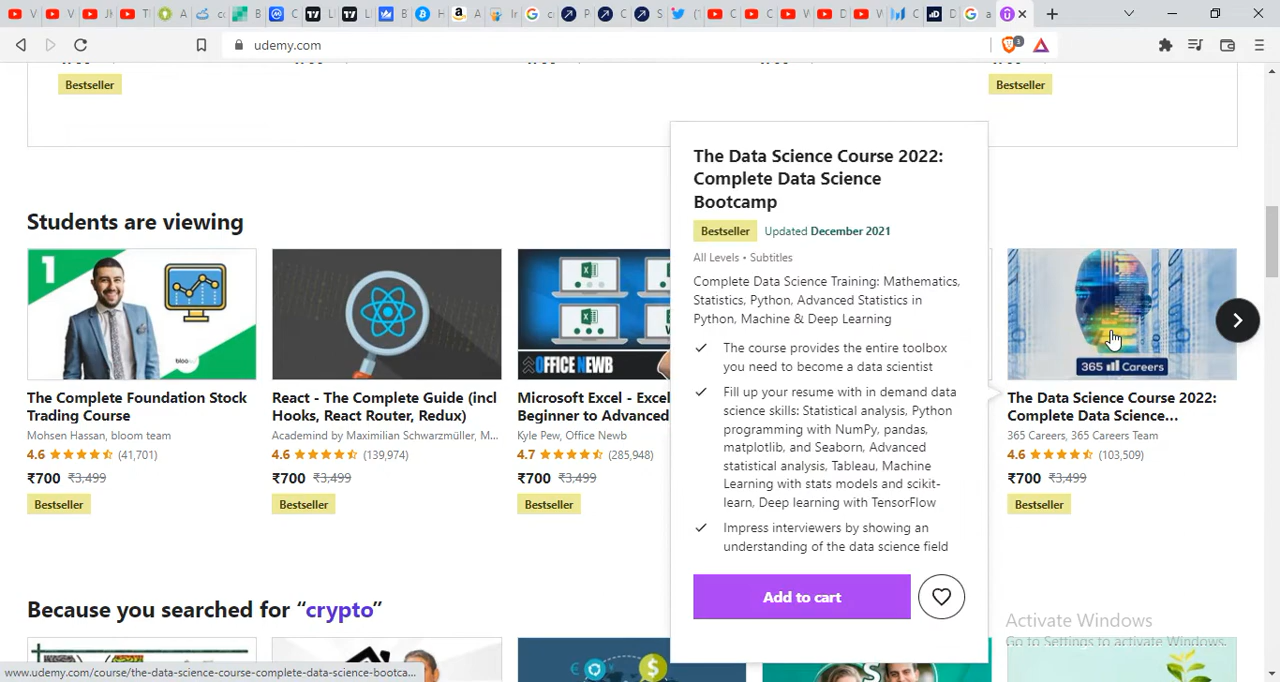 udemy.com
3
Bestseller
Bestseller
Students are viewing
1
bloom
The Complete Foundation Stock
Trading Course
Mohsen Hassan, bloom team
4.6 (41,701)
₹700 ₹3,499
Bestseller
React - The Complete Guide (incl
Hooks, React Router, Redux)
Academind by Maximilian Schwarzmüller, M...
4.6 (139,974)
₹700 ₹3,499
Bestseller
OFFICE NEWB
Microsoft Excel - Excel
Beginner to Advanced
Kyle Pew, Office Newb
4.7 (285,948)
₹700 ₹3,499
Bestseller
The Data Science Course 2022:
Complete Data Science
Bootcamp
Bestseller Updated December 2021
All Levels • Subtitles
Complete Data Science Training: Mathematics,
Statistics, Python, Advanced Statistics in
Python, Machine & Deep Learning
The course provides the entire toolbox
you need to become a data scientist
Fill up your resume with in demand data
science skills: Statistical analysis, Python
programming with NumPy, pandas,
matplotlib, and Seaborn, Advanced
statistical analysis, Tableau, Machine
Learning with stats models and scikit-
learn, Deep learning with TensorFlow
Impress interviewers by showing an
understanding of the data science field
Add to cart
365 Careers
The Data Science Course 2022:
Complete Data Science...
365 Careers, 365 Careers Team
4.6 (103,509)
₹700 ₹3,499
Bestseller
Because you searched for “crypto”
Activate Windows
Go to Settings to activate Windows.
www.udemy.com/course/the-data-science-course-complete-data-science-bootca...